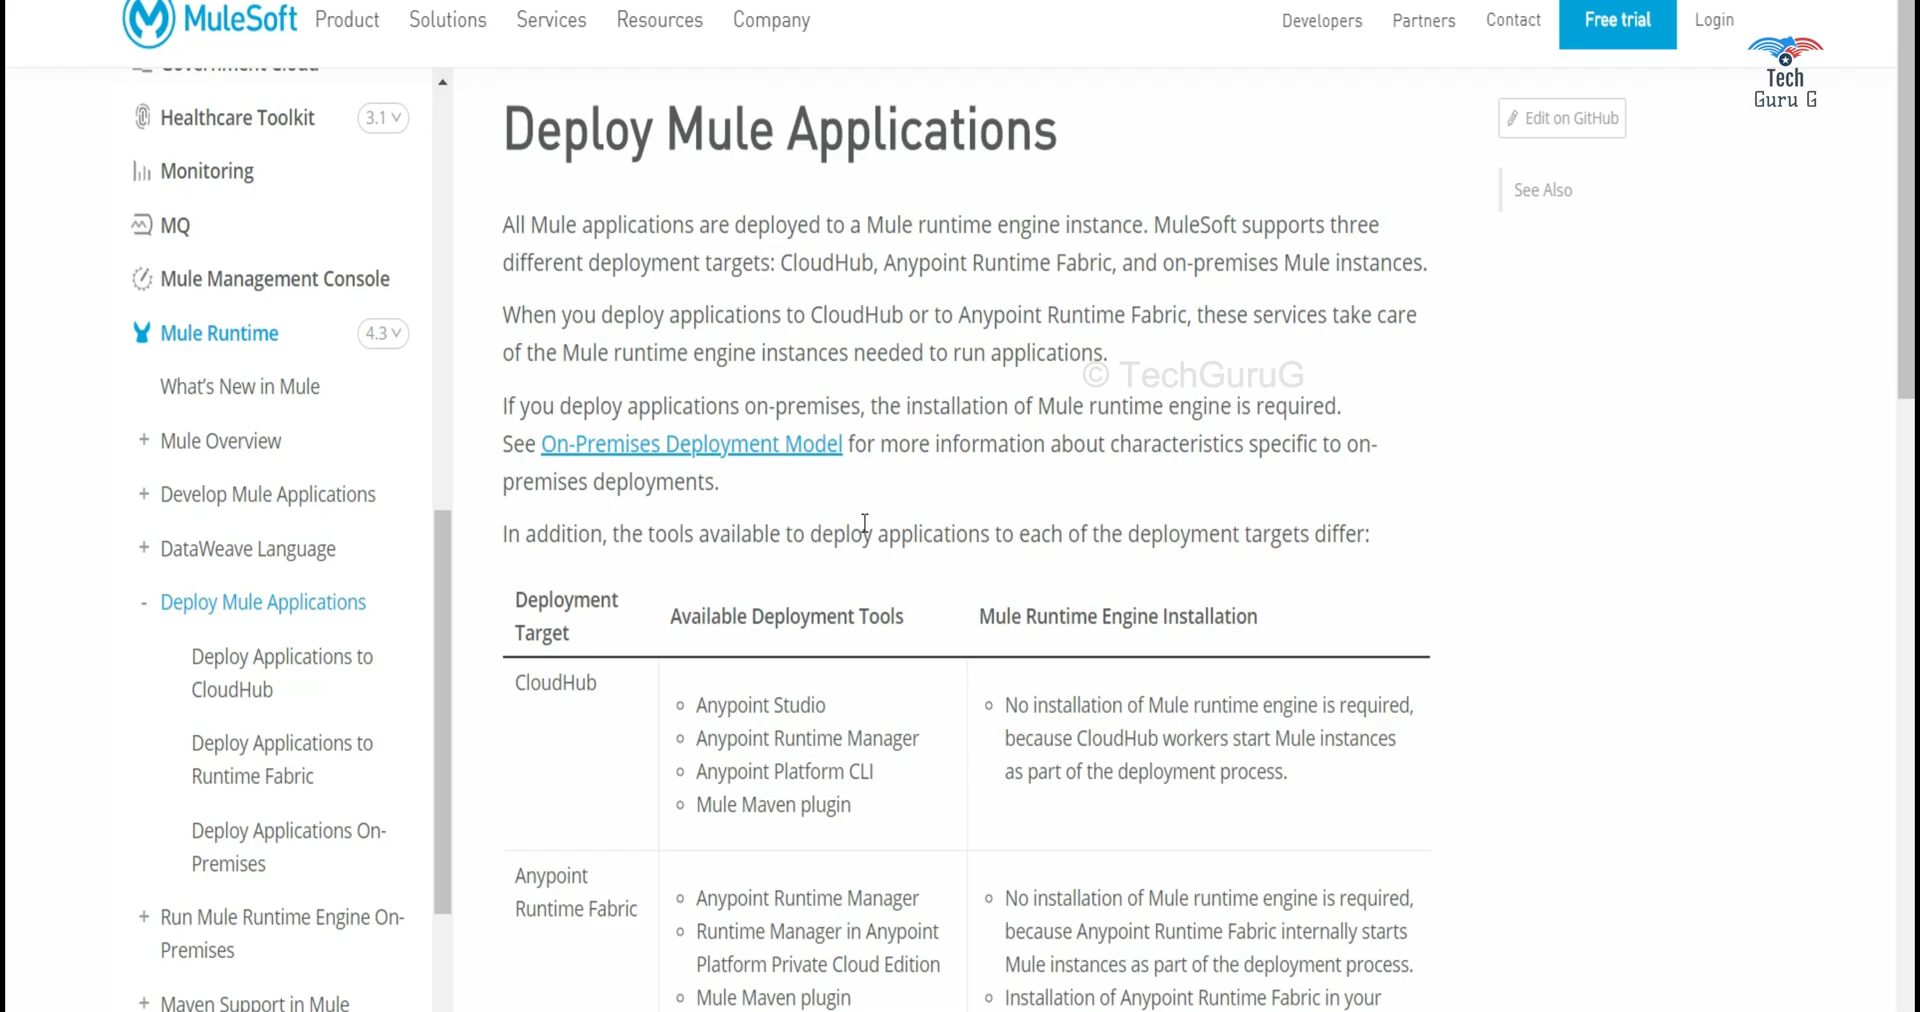 MuleSoft
Product
Solutions
Services
Resources
Company
Developers
Partners
Contact
Free trial
Login
Tech
Guru G
Government Cloud
Healthcare Toolkit
3.1
Monitoring
MQ
Mule Management Console
Mule Runtime
4.3
What's New in Mule
+ Mule Overview
+ Develop Mule Applications
+ DataWeave Language
- Deploy Mule Applications
Deploy Applications to
CloudHub
Deploy Applications to
Runtime Fabric
Deploy Applications On-
Premises
+ Run Mule Runtime Engine On-
Premises
+ Maven Support in Mule
Deploy Mule Applications
All Mule applications are deployed to a Mule runtime engine instance. MuleSoft supports three
different deployment targets: CloudHub, Anypoint Runtime Fabric, and on-premises Mule instances.
When you deploy applications to CloudHub or to Anypoint Runtime Fabric, these services take care
of the Mule runtime engine instances needed to run applications.
© TechGuruG
If you deploy applications on-premises, the installation of Mule runtime engine is required.
See On-Premises Deployment Model for more information about characteristics specific to on-
premises deployments.
In addition, the tools available to deploy applications to each of the deployment targets differ:
Deployment
Target
Available Deployment Tools
Mule Runtime Engine Installation
CloudHub
Anypoint Studio
Anypoint Runtime Manager
Anypoint Platform CLI
Mule Maven plugin
No installation of Mule runtime engine is required,
because CloudHub workers start Mule instances
as part of the deployment process.
Anypoint
Runtime Fabric
Anypoint Runtime Manager
Runtime Manager in Anypoint
Platform Private Cloud Edition
Mule Maven plugin
No installation of Mule runtime engine is required,
because Anypoint Runtime Fabric internally starts
Mule instances as part of the deployment process.
Installation of Anypoint Runtime Fabric in your
Edit on GitHub
See Also